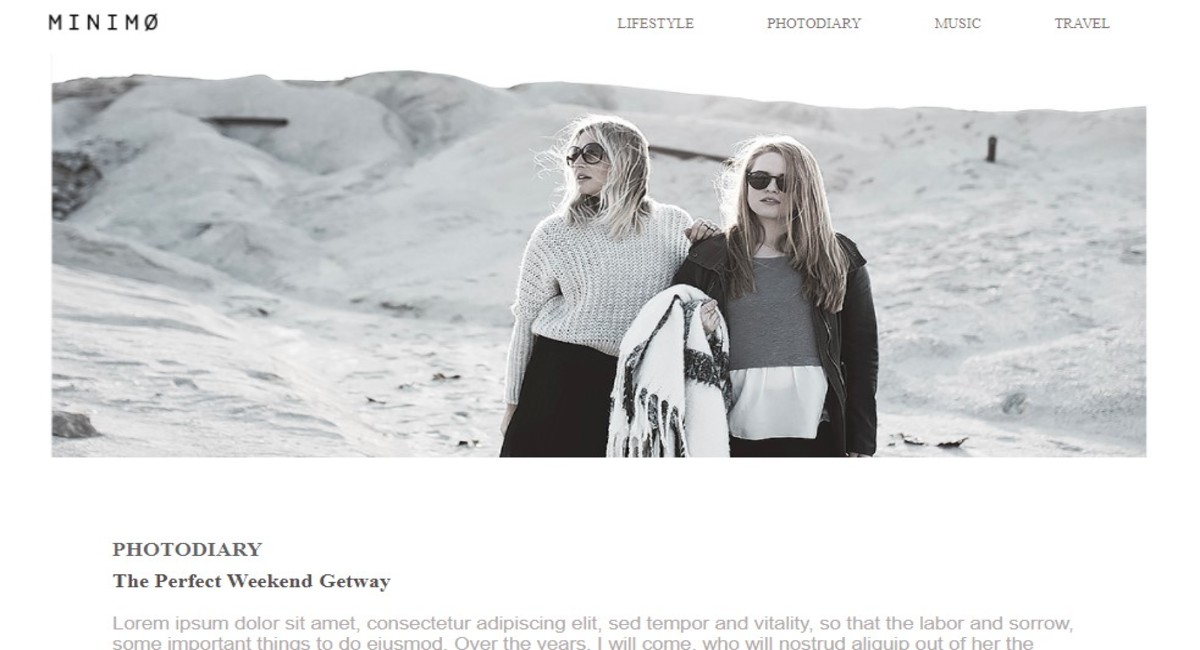 MINIMØ
LIFESTYLE PHOTODIARY MUSIC TRAVEL
PHOTODIARY
The Perfect Weekend Getway
Lorem ipsum dolor sit amet, consectetur adipiscing elit, sed tempor and vitality, so that the labor and sorrow,
some important things to do eiusmod. Over the years, I will come, who will nostrud aliquip out of her the